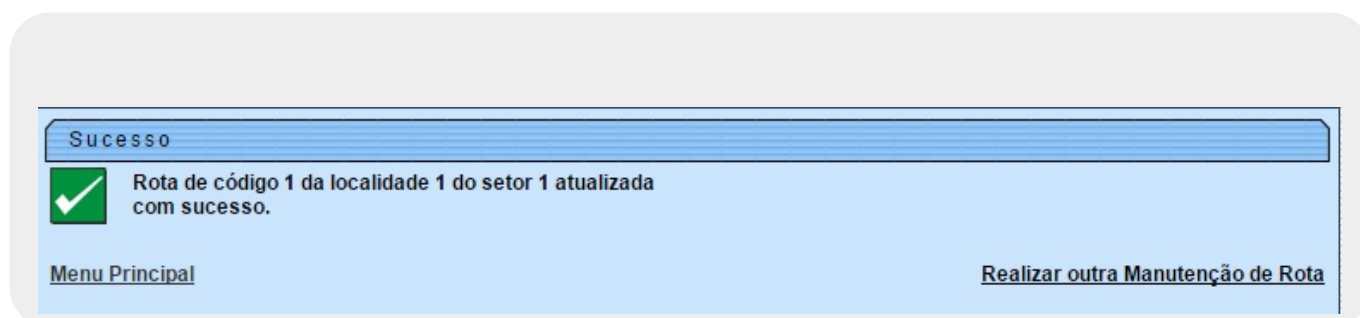 Sucesso
Rota de código 1 da localidade 1 do setor 1 atualizada
com sucesso.
Menu Principal
Realizar outra Manutenção de Rota